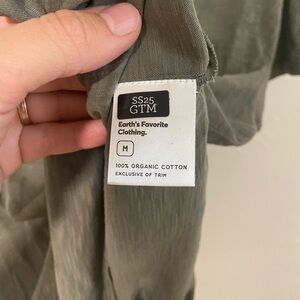 SS25
GTM
Earth's Favorite
Clothing.
M
100% ORGANIC COTTON
EXCLUSIVE OF TRIM